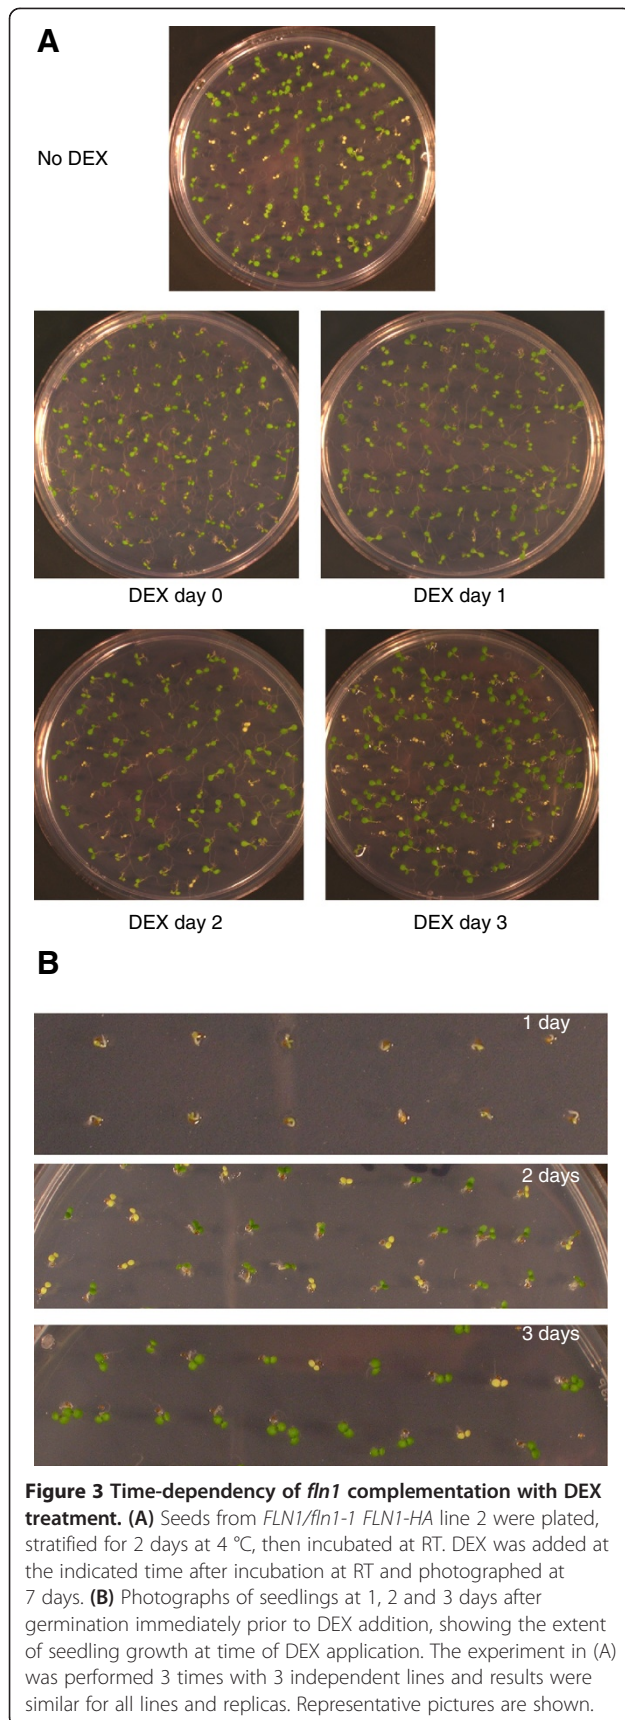 A
No DEX
DEX day 0
DEX day 1
DEX day 2
DEX day 3
B
1 day
2 days
3 days
Figure 3 Time-dependency of fln1 complementation with DEX
treatment. (A) Seeds from FLN1/fln1-1 FLN1-HA line 2 were plated,
stratified for 2 days at 4 °C, then incubated at RT. DEX was added at
the indicated time after incubation at RT and photographed at
7 days. (B) Photographs of seedlings at 1, 2 and 3 days after
germination immediately prior to DEX addition, showing the extent
of seedling growth at time of DEX application. The experiment in (A)
was performed 3 times with 3 independent lines and results were
similar for all lines and replicas. Representative pictures are shown.